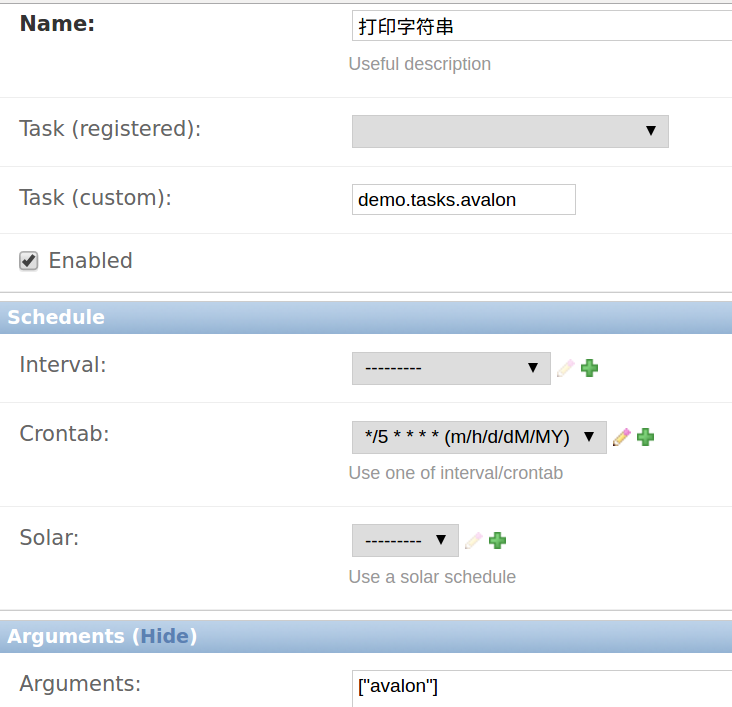 Name:
打印字符串
Useful description
Task (registered):
Task (custom):
demo.tasks.avalon
Enabled
Schedule
Interval:
---------
Crontab:
*/5 * * * * (m/h/d/dM/MY)
Use one of interval/crontab
Solar:
---------
Use a solar schedule
Arguments (Hide)
Arguments:
["avalon"]